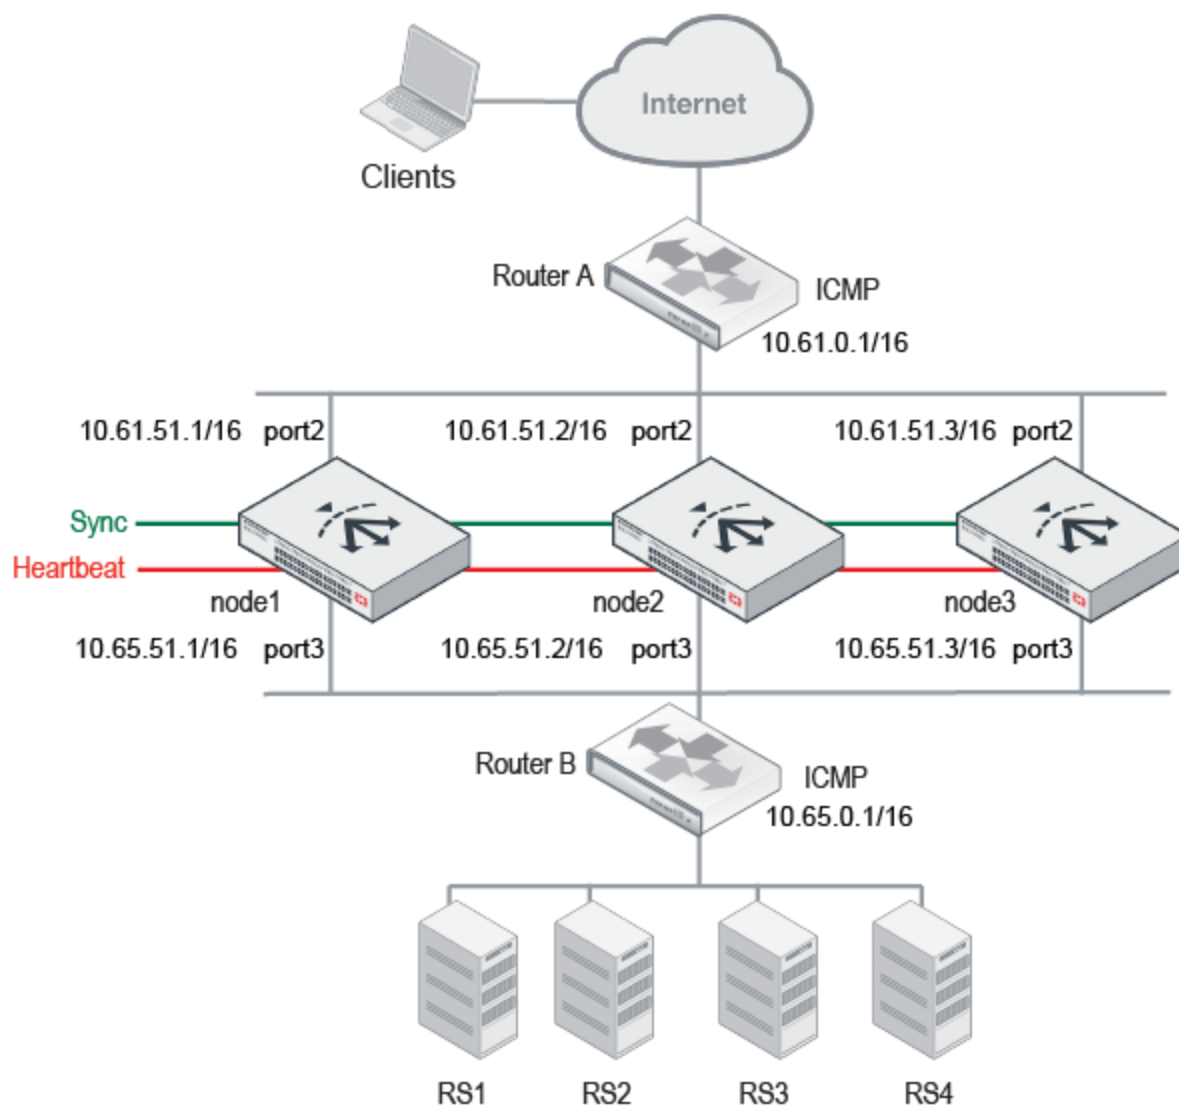 Internet
Clients
Router A
ICMP
10.61.0.1/16
10.61.51.1/16 port2
10.61.51.2/16 port2
10.61.51.3/16 port2
Sync
Heartbeat
node1
node2
node3
10.65.51.1/16 port3
10.65.51.2/16 port3
10.65.51.3/16 port3
Router B
ICMP
10.65.0.1/16
RS1
RS2
RS3
RS4